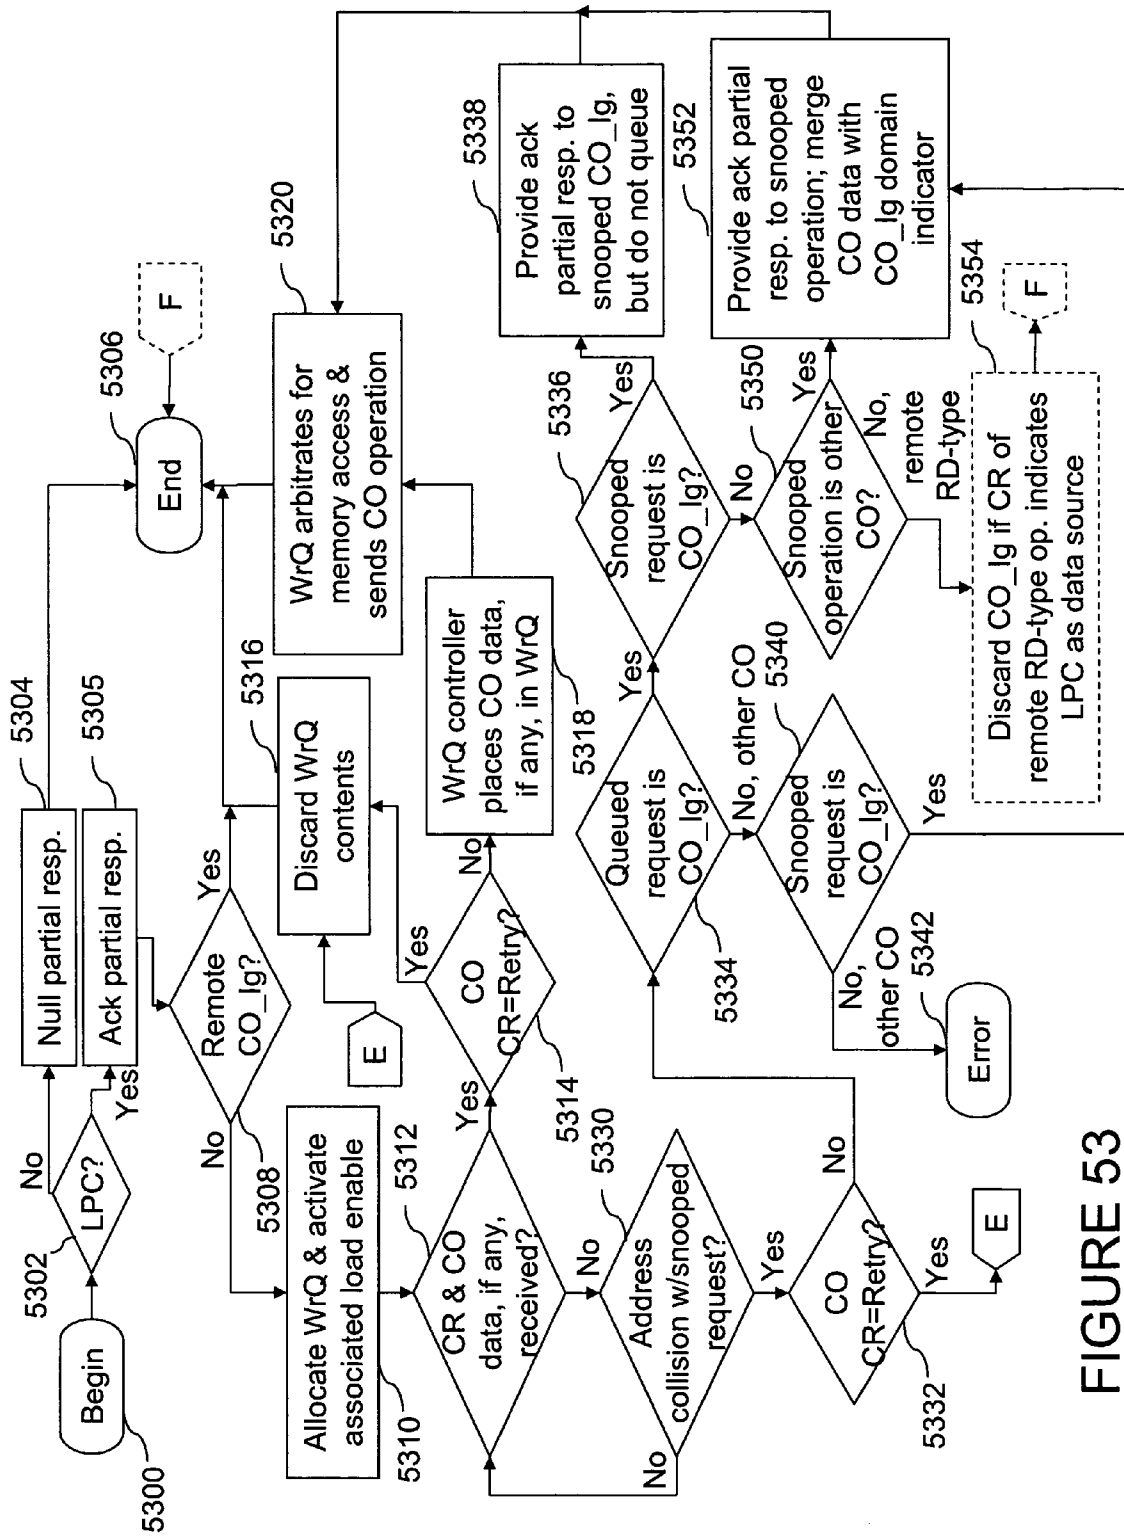 5300
Begin
5302
LPC?
No
Yes
5304
Null partial resp.
5305
Ack partial resp.
5306
End
F
Remote
CO_Ig?
Yes
No
5308
5316
Discard WrQ
contents
E
5320
WrQ arbitrates for
memory access &
sends CO operation
Allocate WrQ & activate
associated load enable
5310
5312
CR & CO
data, if any,
received?
Yes
No
CO
CR=Retry?
5314
Yes
No
WrQ controller
places CO data,
if any, in WrQ
5318
5330
Address
collision w/snooped
request?
No
Yes
CO
CR=Retry?
5332
No
Yes
E
Queued
request is
CO_Ig?
5334
Yes
No, other CO
5336
Snooped
request is
CO_Ig?
Yes
No
5338
Provide ack
partial resp. to
snooped CO_Ig,
but do not queue
5340
Snooped
request is
CO_Ig?
No,
other CO
Yes
5342
Error
5350
Snooped
operation is other
CO?
Yes
No,
remote
RD-type
5352
Provide ack partial
resp. to snooped
operation; merge
CO data with
CO_Ig domain
indicator
5354
Discard CO_Ig if CR of
remote RD-type op. indicates
LPC as data source
F
FIGURE 53